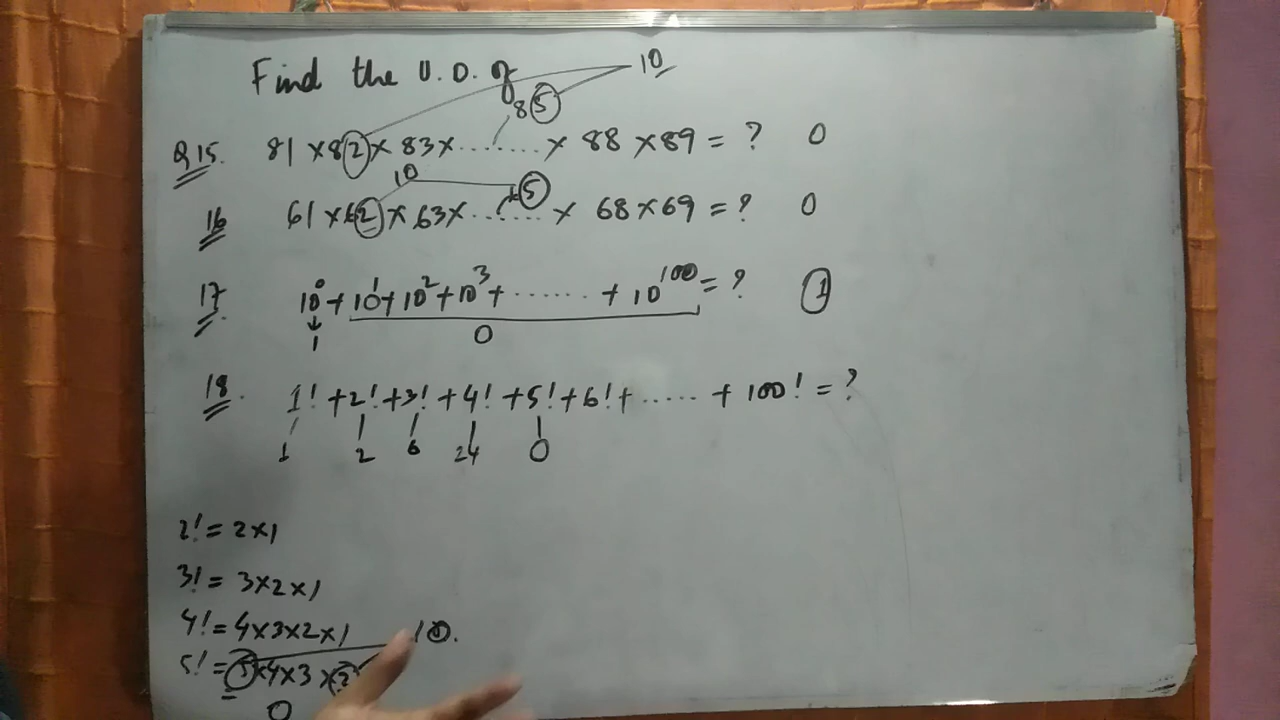 Find the U.D. of
10
8 5
Q15. 81 × 82 × 83 × ........ × 88 × 89 = ? 0
10 5
16 61 × 62 × 63 × ........ × 68 × 69 = ? 0
17. 10⁰ + 10¹ + 10² + 10³ + ...... + 10¹⁰⁰ = ? 1
1 0
18. 1! + 2! + 3! + 4! + 5! + 6! + ..... + 100! = ?
1 2 6 24 0
2! = 2×1
3! = 3×2×1
4! = 4×3×2×1 10.
5! = 5×4×3×2
0